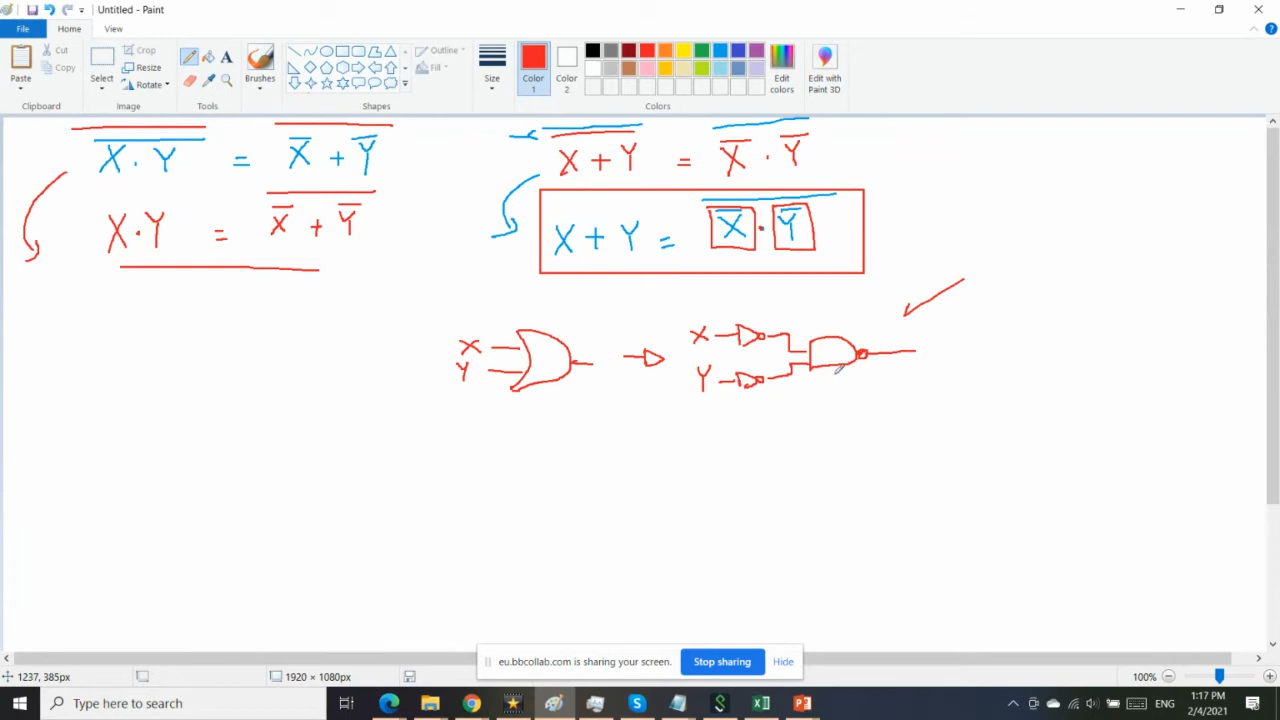 Untitled - Paint
File Home View
Paste Cut Copy Clipboard
Select Crop Resize Rotate Image
Tools
Brushes
Shapes Outline Fill
Size
Color 1 Color 2 Colors
Edit colors
Edit with Paint 3D
X̅·̅Y̅ = X̅ + Y̅
X·Y = X̅ + Y̅
X + Y = X̅ · Y̅
X + Y = X̅ · Y̅
X
Y
X
Y
eu.bbcollab.com is sharing your screen. Stop sharing Hide
1237, 385px 1920 × 1080px 100%
Type here to search
ENG 1:17 PM 2/4/2021